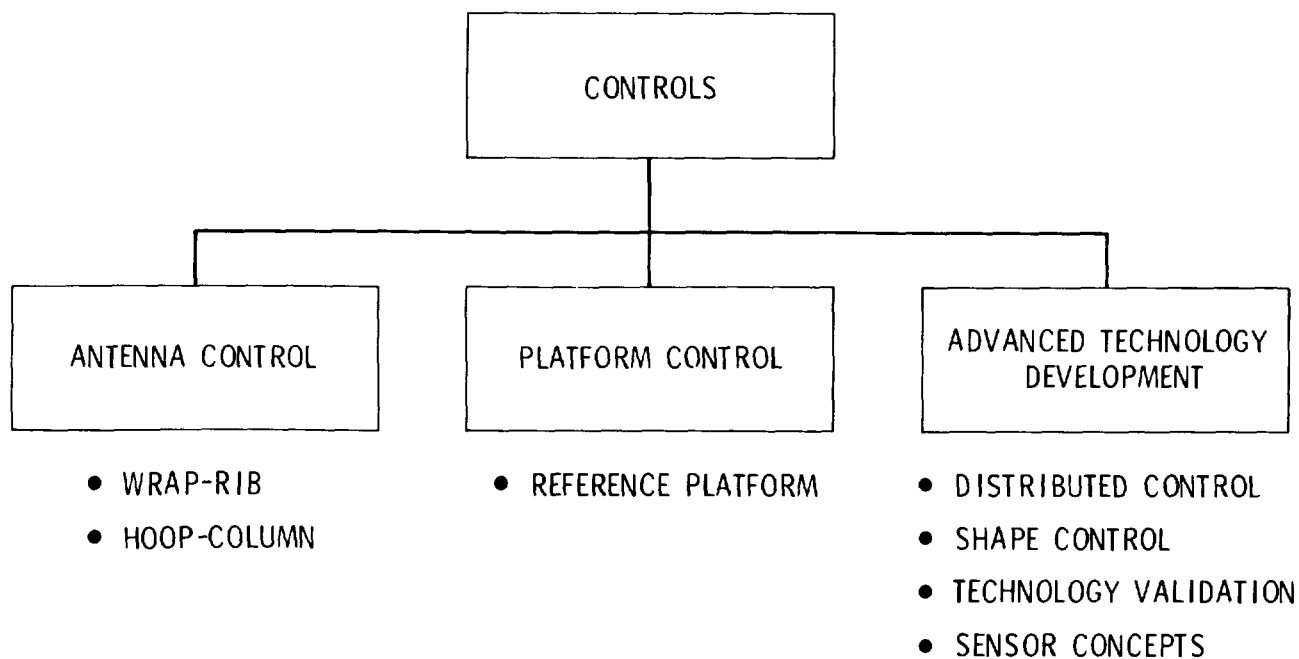 CONTROLS
ANTENNA CONTROL
PLATFORM CONTROL
ADVANCED TECHNOLOGY
DEVELOPMENT
• WRAP-RIB
• HOOP-COLUMN
• REFERENCE PLATFORM
• DISTRIBUTED CONTROL
• SHAPE CONTROL
• TECHNOLOGY VALIDATION
• SENSOR CONCEPTS